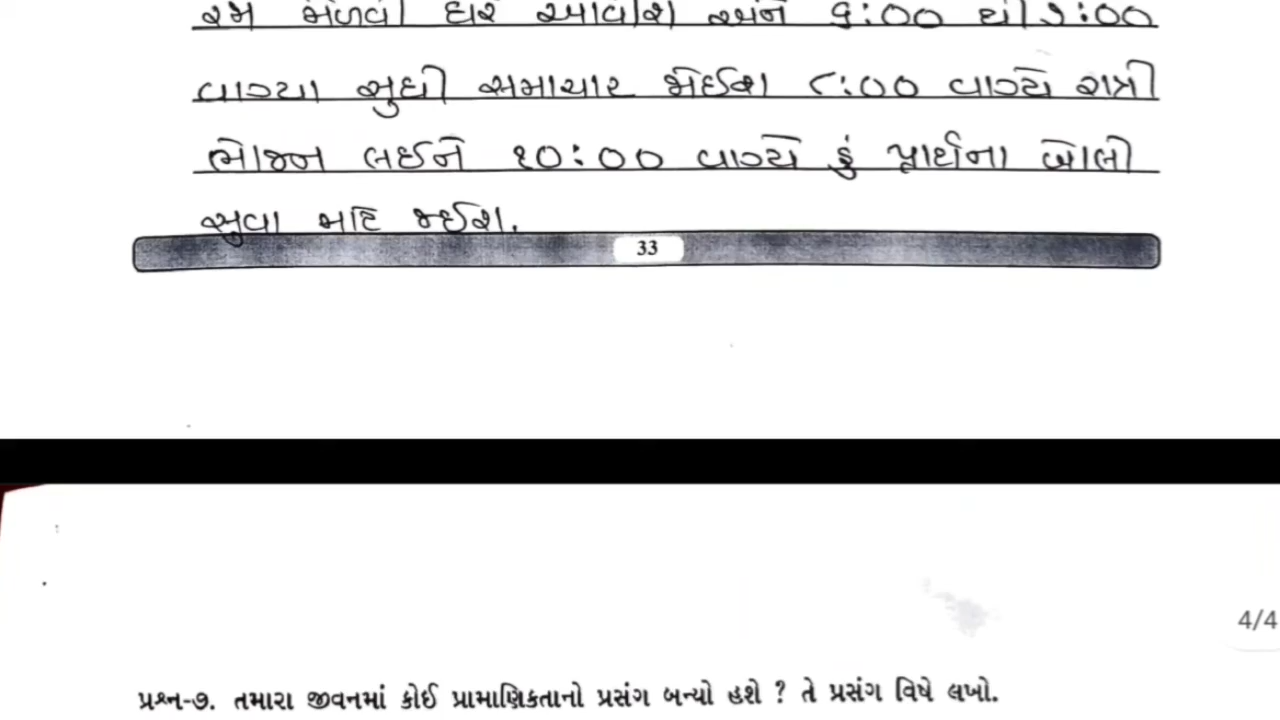 રમ મેળવી ઘરે આવીશ અને ૬:૦૦ થી ૭:૦૦
વાગ્યા સુધી સમાચાર જોઈશ ૮:૦૦ વાગ્યે રાત્રી
ભોજન લઈને ૧૦:૦૦ વાગ્યે હું પ્રાર્થના બોલી
સુવા માટે જઈશ.
33
4/4
પ્રશ્ન-૭. તમારા જીવનમાં કોઈ પ્રામાણિકતાનો પ્રસંગ બન્યો હશે ? તે પ્રસંગ વિષે લખો.